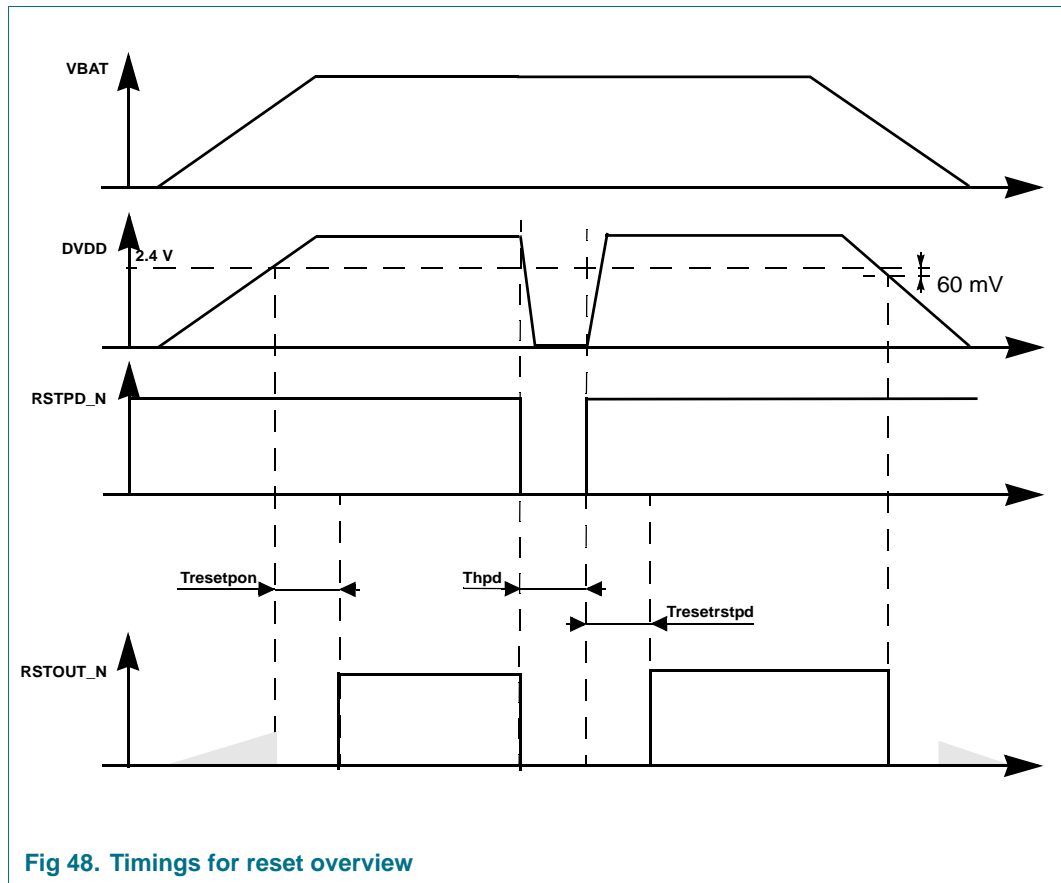 VBAT
DVDD
2.4 V
60 mV
RSTPD_N
Tresetpon
Thpd
Tresetrstpd
RSTOUT_N
Fig 48. Timings for reset overview